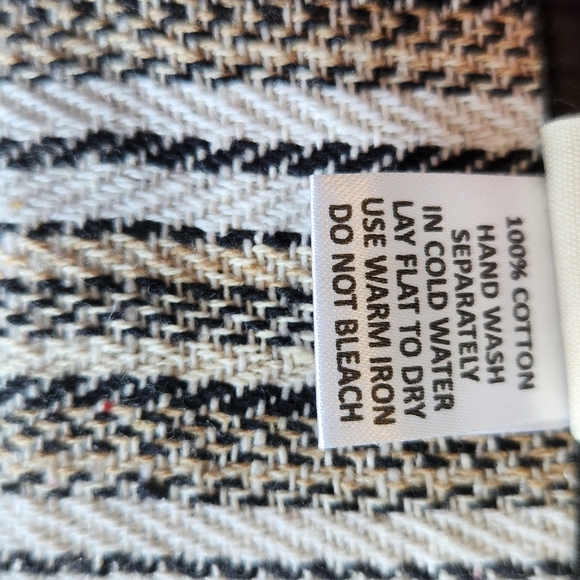 100% COTTON
HAND WASH
SEPARATELY
IN COLD WATER
LAY FLAT TO DRY
USE WARM IRON
DO NOT BLEACH